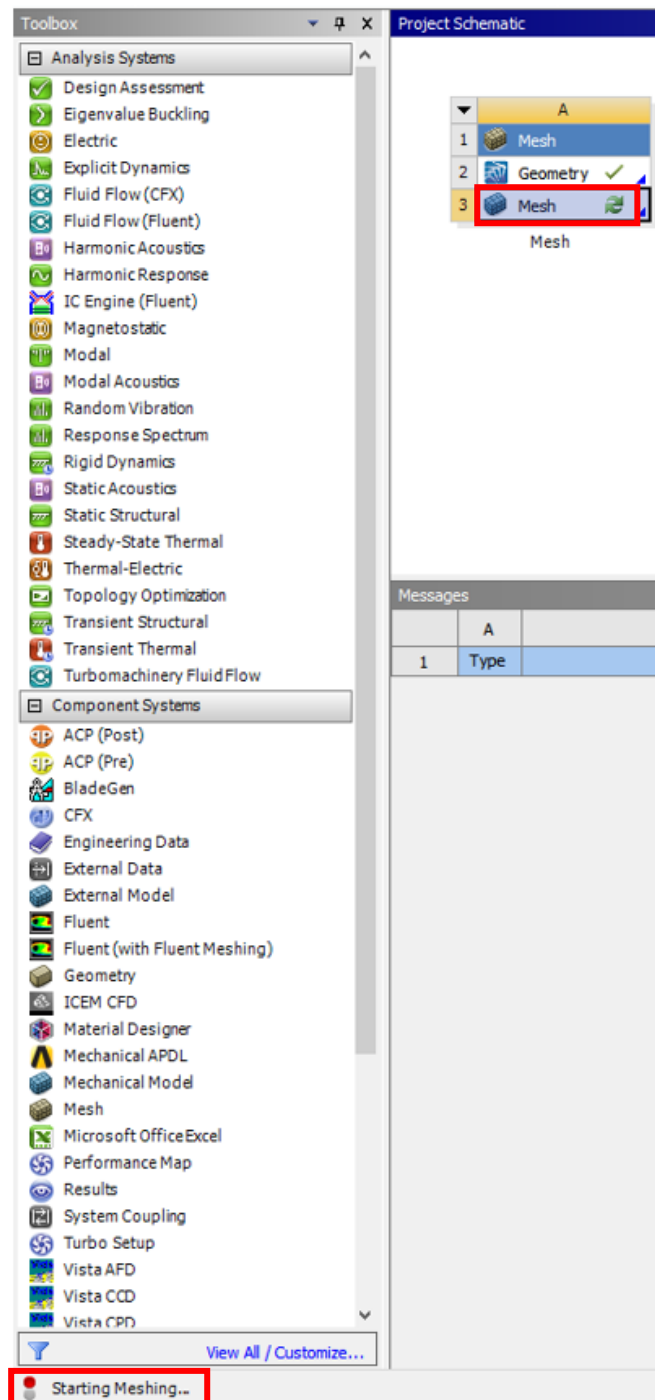 Toolbox
Analysis Systems
Design Assessment
Eigenvalue Buckling
Electric
Explicit Dynamics
Fluid Flow (CFX)
Fluid Flow (Fluent)
Harmonic Acoustics
Harmonic Response
IC Engine (Fluent)
Magnetostatic
Modal
Modal Acoustics
Random Vibration
Response Spectrum
Rigid Dynamics
Static Acoustics
Static Structural
Steady-State Thermal
Thermal-Electric
Topology Optimization
Transient Structural
Transient Thermal
Turbomachinery Fluid Flow
Component Systems
ACP (Post)
ACP (Pre)
BladeGen
CFX
Engineering Data
External Data
External Model
Fluent
Fluent (with Fluent Meshing)
Geometry
ICEM CFD
Material Designer
Mechanical APDL
Mechanical Model
Mesh
Microsoft Office Excel
Performance Map
Results
System Coupling
Turbo Setup
Vista AFD
Vista CCD
Vista CPD
View All / Customize...
Starting Meshing...
Project Schematic
A
1 Mesh
2 Geometry
3 Mesh
Mesh
Messages
A
1 Type